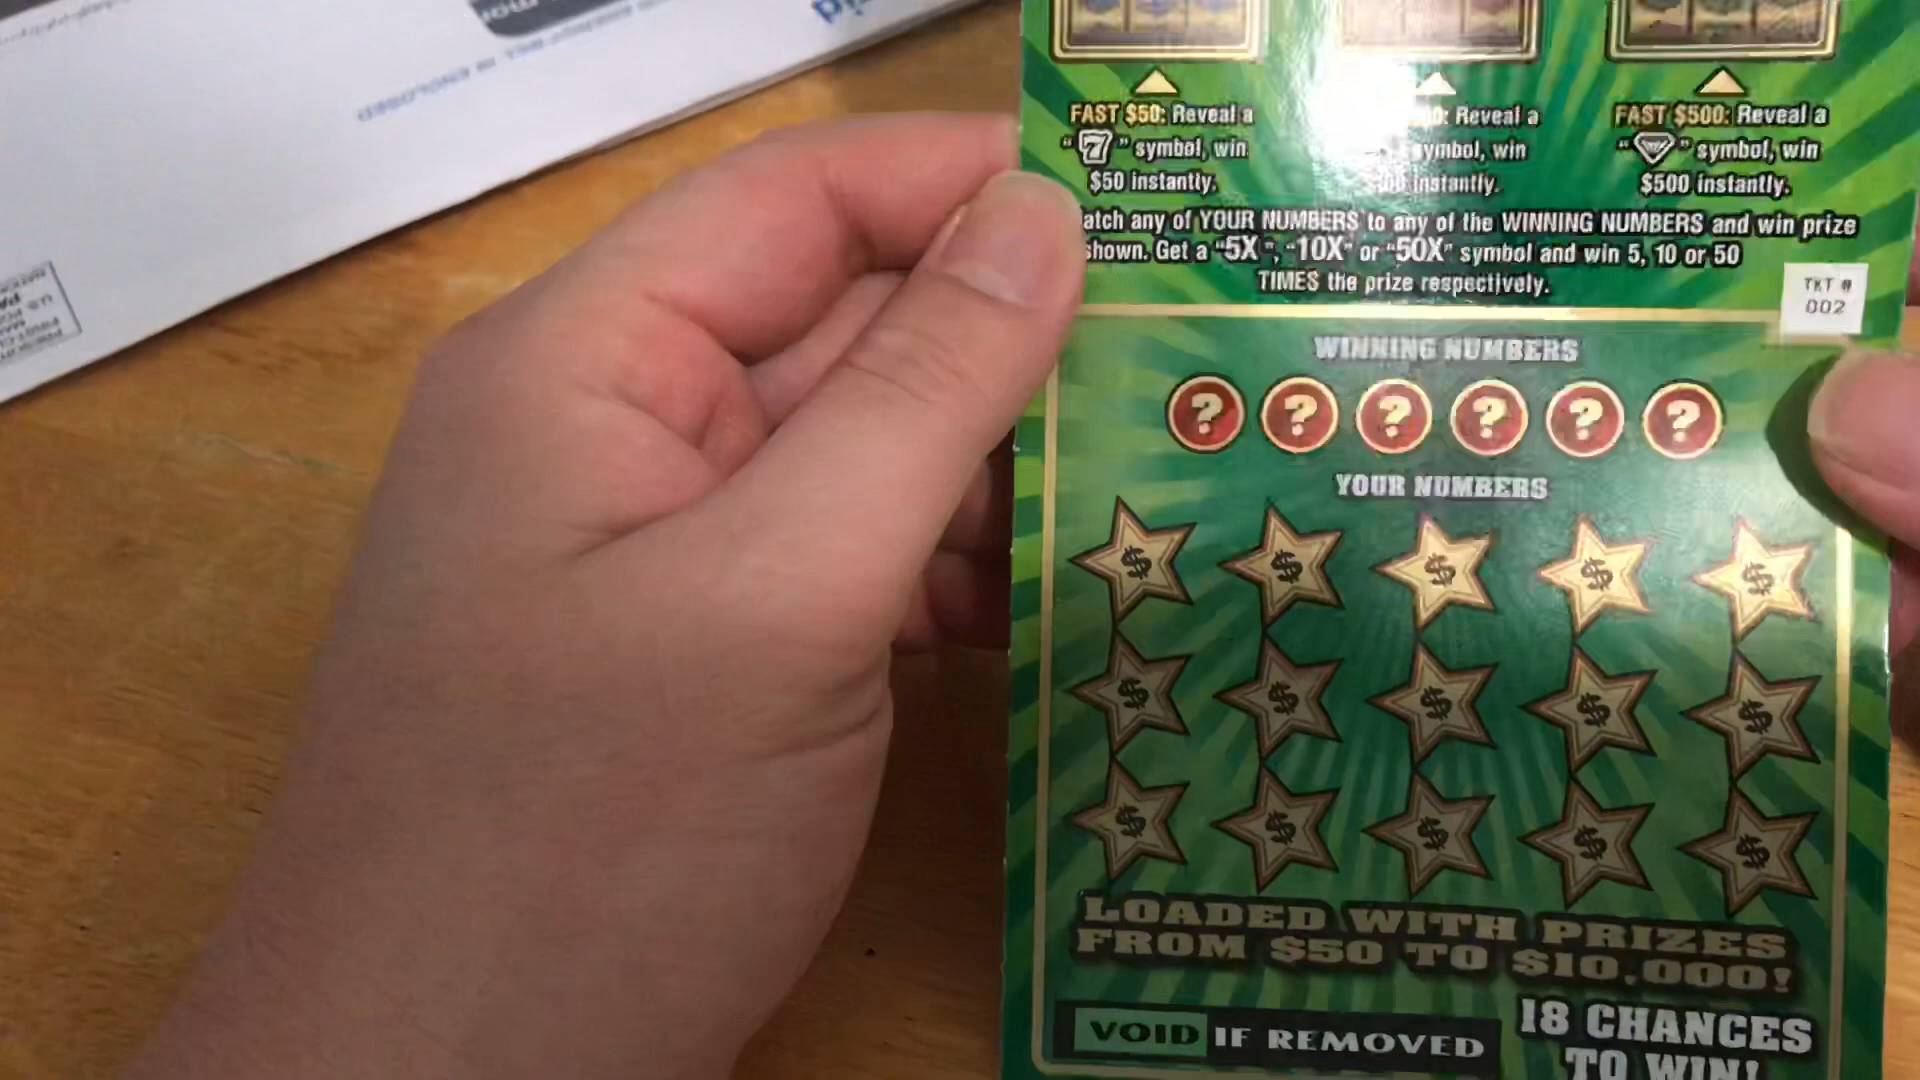 FAST $50: Reveal a
"7" symbol, win
$50 instantly.
Reveal a
symbol, win
instantly.
FAST $500: Reveal a
" " symbol, win
$500 instantly.
atch any of YOUR NUMBERS to any of the WINNING NUMBERS and win prize
shown. Get a "5X", "10X" or "50X" symbol and win 5, 10 or 50
TIMES the prize respectively.
TKT #
002
WINNING NUMBERS
? ? ? ? ? ?
YOUR NUMBERS
$ $ $ $ $
$ $ $ $ $
$ $ $ $ $
LOADED WITH PRIZES
FROM $50 TO $10,000!
VOID IF REMOVED
18 CHANCES
TO WIN!
ENCLOSED
U.S. PO